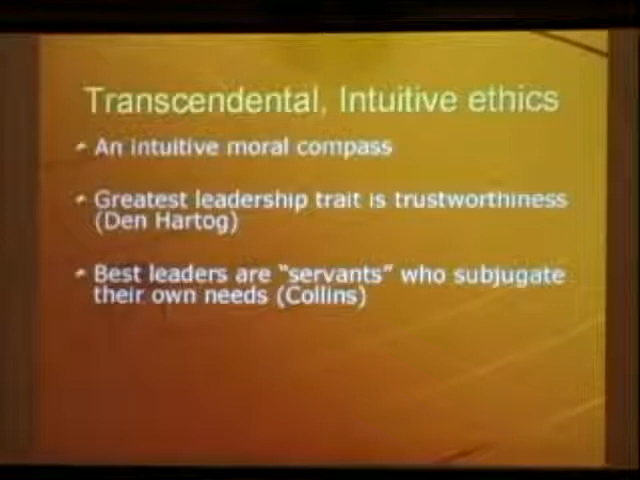 Transcendental, Intuitive ethics
An intuitive moral compass
Greatest leadership trait is trustworthiness
(Den Hartog)
Best leaders are “servants” who subjugate
their own needs (Collins)